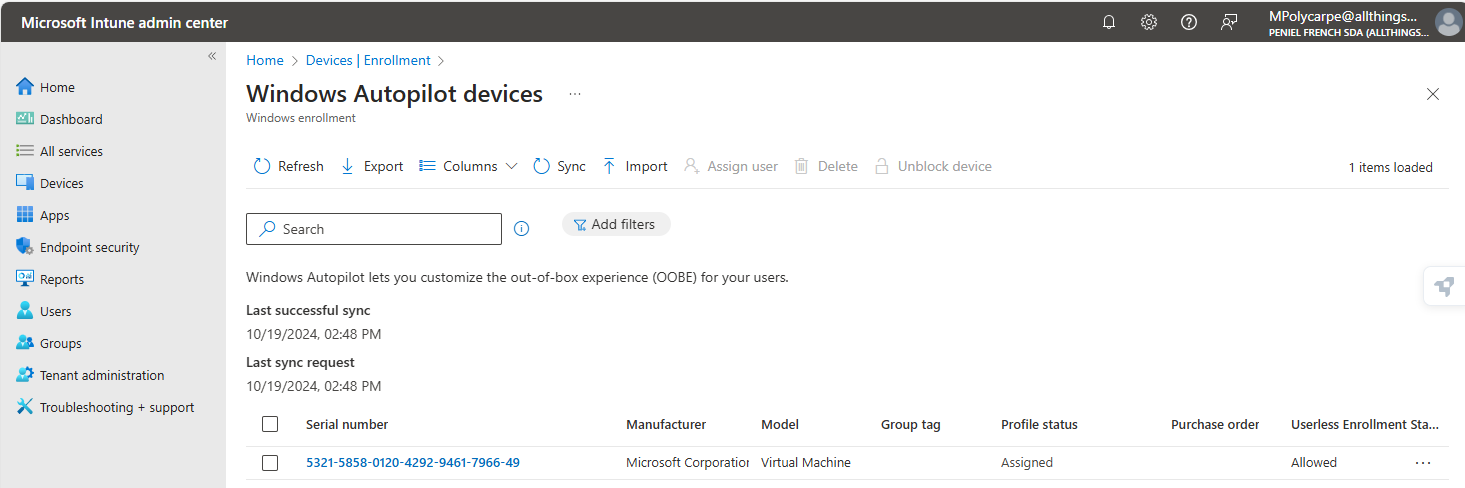 Microsoft Intune admin center
MPolycarpe@allthings...
PENIEL FRENCH SDA (ALLTHINGS...
Home
Dashboard
All services
Devices
Apps
Endpoint security
Reports
Users
Groups
Tenant administration
Troubleshooting + support
Home > Devices | Enrollment >
Windows Autopilot devices ...
Windows enrollment
Refresh Export Columns Sync Import Assign user Delete Unblock device 1 items loaded
Search Add filters
Windows Autopilot lets you customize the out-of-box experience (OOBE) for your users.
Last successful sync
10/19/2024, 02:48 PM
Last sync request
10/19/2024, 02:48 PM
Serial number Manufacturer Model Group tag Profile status Purchase order Userless Enrollment Sta...
5321-5858-0120-4292-9461-7966-49 Microsoft Corporation Virtual Machine Assigned Allowed ...